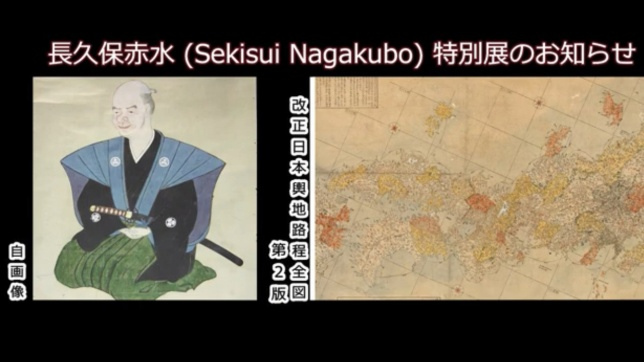 長久保赤水 (Sekisui Nagakubo) 特別展のお知らせ
自画像
改正日本輿地路程全図
第2版